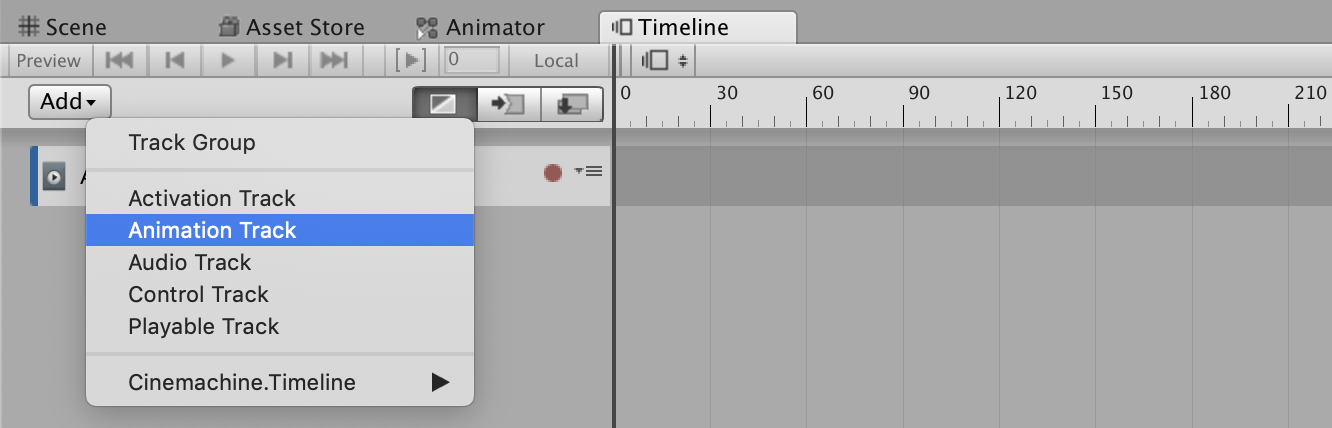 Scene Asset Store Animator Timeline
Preview 0 Local
Add
0 30 60 90 120 150 180 210
Track Group
Activation Track
Animation Track
Audio Track
Control Track
Playable Track
Cinemachine.Timeline